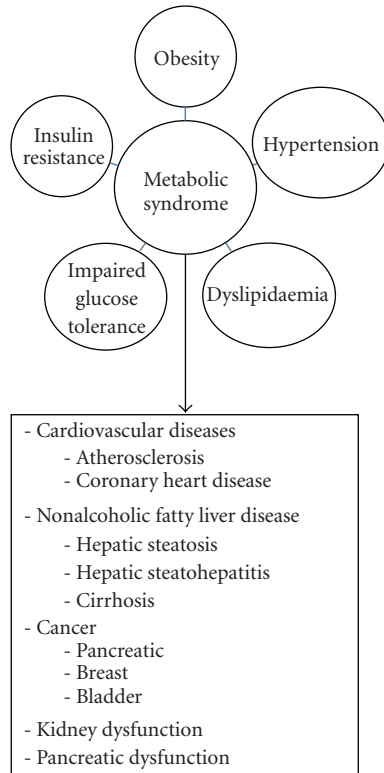 Obesity
Insulin
resistance
Hypertension
Metabolic
syndrome
Impaired
glucose
tolerance
Dyslipidaemia
- Cardiovascular diseases
- Atherosclerosis
- Coronary heart disease
- Nonalcoholic fatty liver disease
- Hepatic steatosis
- Hepatic steatohepatitis
- Cirrhosis
- Cancer
- Pancreatic
- Breast
- Bladder
- Kidney dysfunction
- Pancreatic dysfunction